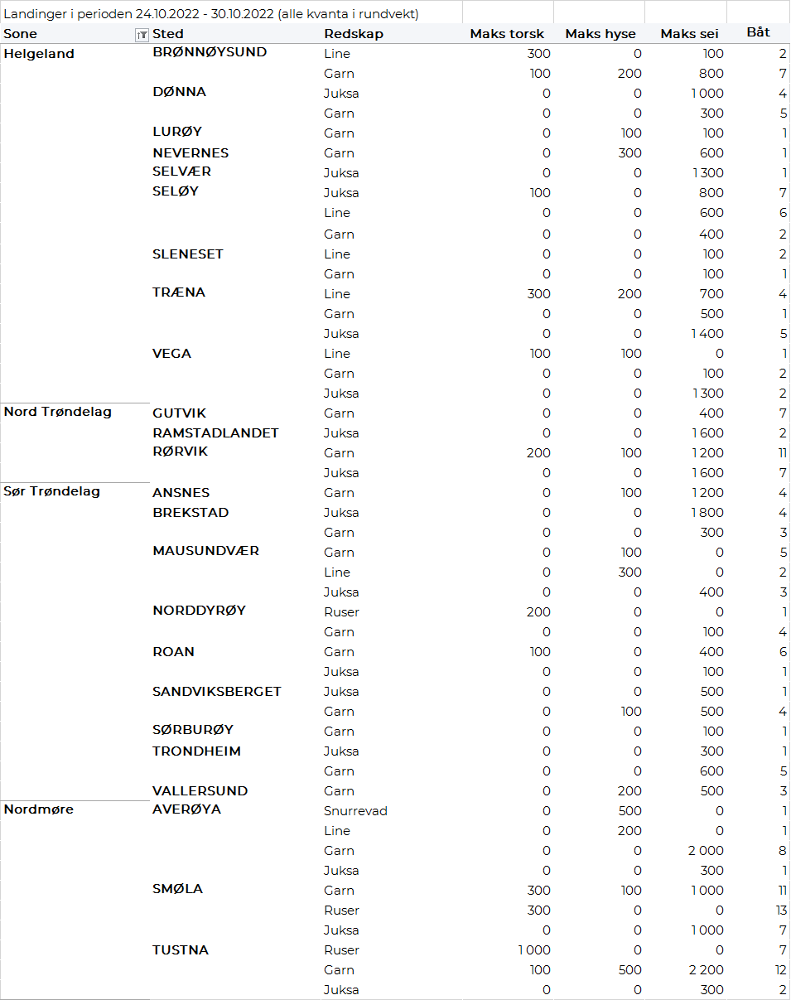 Landinger i perioden 24.10.2022 - 30.10.2022 (alle kvanta i rundvekt)
Sone Sted Redskap Maks torsk Maks hyse Maks sei Båt
Helgeland BRØNNØYSUND Line 300 0 100 2
Garn 100 200 800 7
DØNNA Juksa 0 0 1 000 4
Garn 0 0 300 5
LURØY Garn 0 100 100 1
NEVERNES Garn 0 300 600 1
SELVÆR Juksa 0 0 1 300 1
SELØY Juksa 100 0 800 7
Line 0 0 600 6
Garn 0 0 400 2
SLENESET Line 0 0 100 2
Garn 0 0 100 1
TRÆNA Line 300 200 700 4
Garn 0 0 500 1
Juksa 0 0 1 400 5
VEGA Line 100 100 0 1
Garn 0 0 100 2
Juksa 0 0 1 300 2
Nord Trøndelag GUTVIK Garn 0 0 400 7
RAMSTADLANDET Juksa 0 0 1 600 2
RØRVIK Garn 200 100 1 200 11
Juksa 0 0 1 600 7
Sør Trøndelag ANSNES Garn 0 100 1 200 4
BREKSTAD Juksa 0 0 1 800 4
Garn 0 0 300 3
MAUSUNDVÆR Garn 0 100 0 5
Line 0 300 0 2
Juksa 0 0 400 3
NORDDYRØY Ruser 200 0 0 1
Garn 0 0 100 4
ROAN Garn 100 0 400 6
Juksa 0 0 100 1
SANDVIKSBERGET Juksa 0 0 500 1
Garn 0 100 500 4
SØRBURØY Garn 0 0 100 1
TRONDHEIM Juksa 0 0 300 1
Garn 0 0 600 5
VALLERSUND Garn 0 200 500 3
Nordmøre AVERØYA Snurrevad 0 500 0 1
Line 0 200 0 1
Garn 0 0 2 000 8
Juksa 0 0 300 1
SMØLA Garn 300 100 1 000 11
Ruser 300 0 0 13
Juksa 0 0 1 000 7
TUSTNA Ruser 1 000 0 0 7
Garn 100 500 2 200 12
Juksa 0 0 300 2